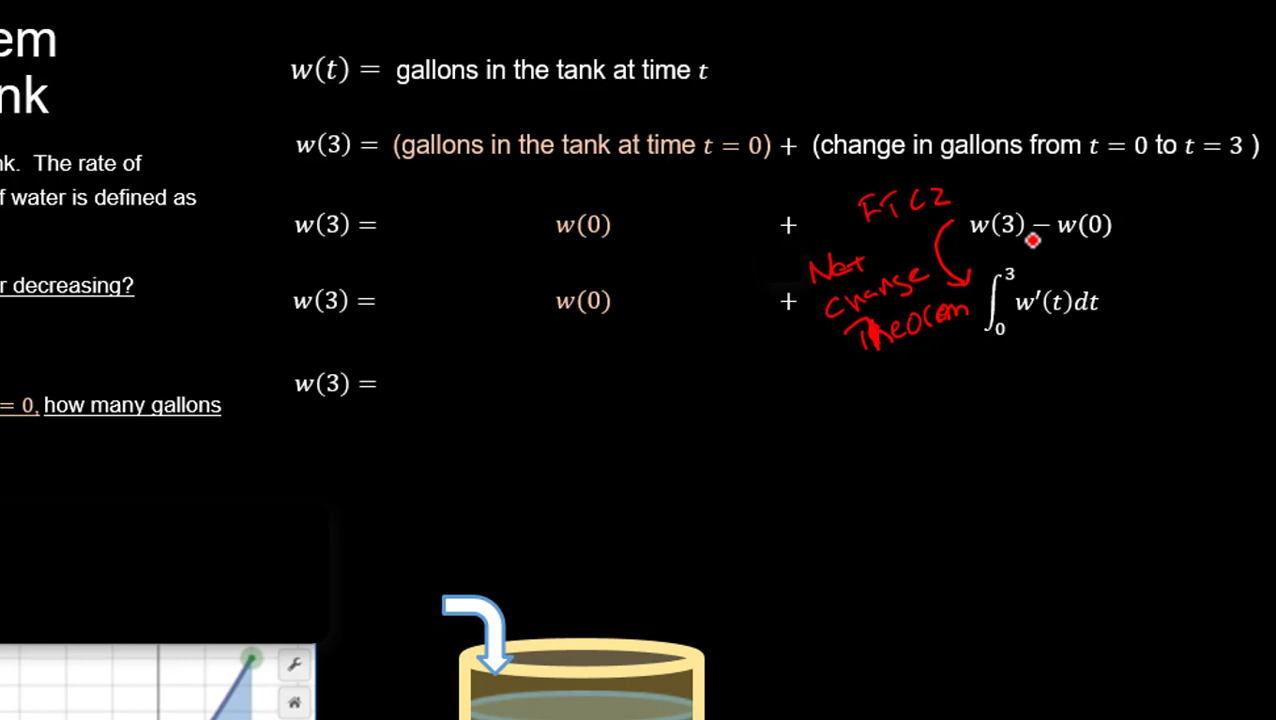 em
nk
nk. The rate of
f water is defined as
r decreasing?
= 0, how many gallons
w(t) = gallons in the tank at time t
w(3) = (gallons in the tank at time t = 0) + (change in gallons from t = 0 to t = 3 )
w(3) = w(0) + w(3) − w(0)
FTC2
Net
Change
Theorem
w(3) = w(0) + ∫₀³ w′(t)dt
w(3) =